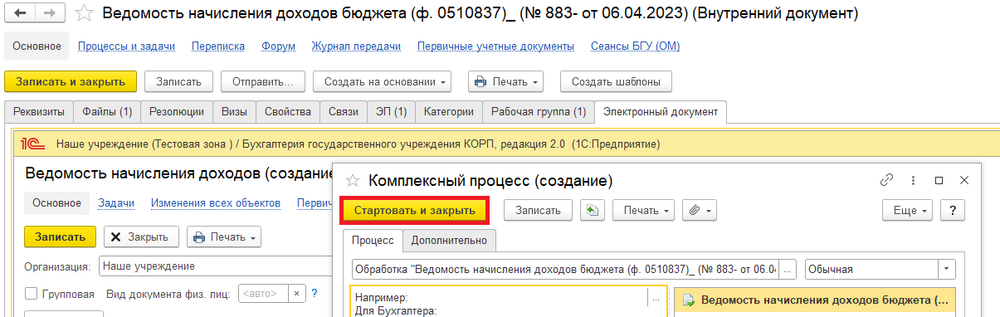 Ведомость начисления доходов бюджета (ф. 0510837)_ (№ 883- от 06.04.2023) (Внутренний документ)
Основное Процессы и задачи Переписка Форум Журнал передачи Первичные учетные документы Сеансы БГУ (ОМ)
Записать и закрыть Записать Отправить... Создать на основании Печать Создать шаблоны
Реквизиты Файлы (1) Резолюции Визы Свойства Связи ЭП (1) Категории Рабочая группа (1) Электронный документ
1С Наше учреждение (Тестовая зона ) / Бухгалтерия государственного учреждения КОРП, редакция 2.0 (1С:Предприятие)
Ведомость начисления доходов (создание
Основное Задачи Изменения всех объектов Первич
Записать Закрыть Печать
Организация: Наше учреждение
Групповая Вид документа физ. лиц: <авто> × ?
Комплексный процесс (создание)
Стартовать и закрыть Записать Печать Еще ?
Процесс Дополнительно
Обработка "Ведомость начисления доходов бюджета (ф. 0510837)_ (№ 883- от 06.04 ... Обычная
Например: ...
Для Бухгалтера:
Ведомость начисления доходов бюджета (...